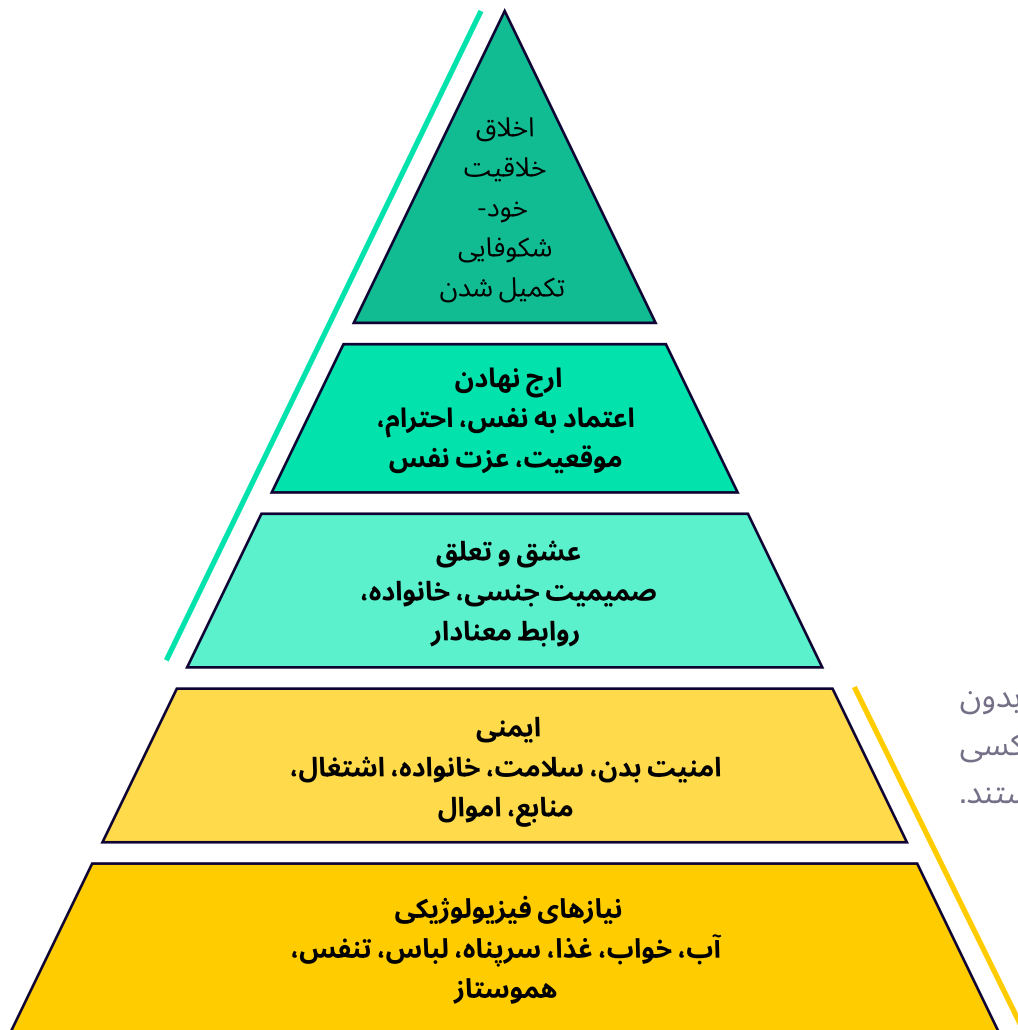 اخلاق
خلاقیت
خود-
شکوفایی
تکمیل شدن
ارج نهادن
اعتماد به نفس، احترام،
موقعیت، عزت نفس
عشق و تعلق
صمیمیت جنسی، خانواده،
روابط معنادار
ایمنی
امنیت بدن، سلامت، خانواده، اشتغال،
منابع، اموال
بدون
نیازهای فیزیولوژیکی
آب، خواب، غذا، سرپناه، لباس، تنفس،
هموستاز